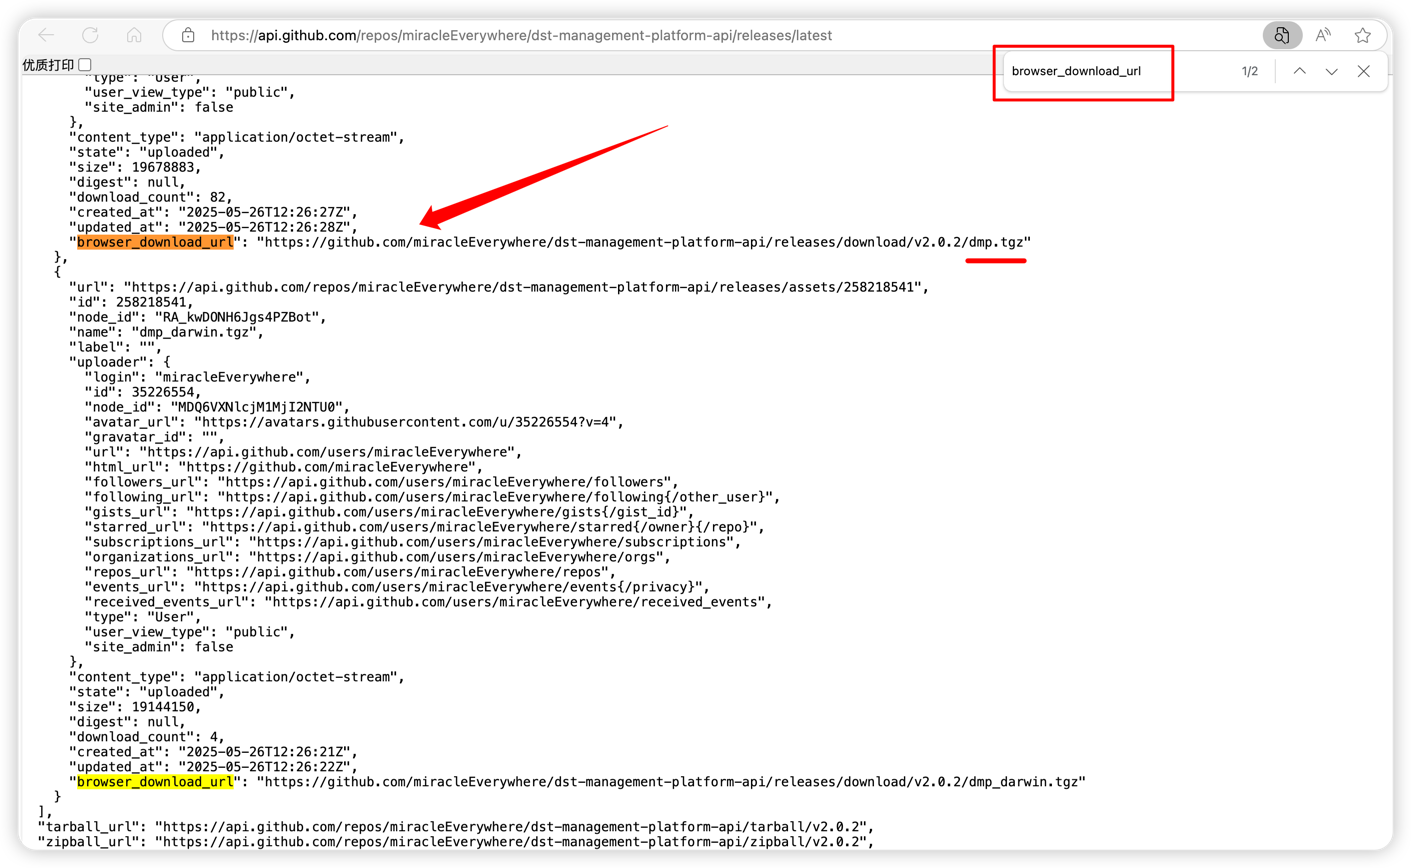 https://api.github.com/repos/miracleEverywhere/dst-management-platform-api/releases/latest
优质打印
browser_download_url 1/2
"type": "User",
"user_view_type": "public",
"site_admin": false
},
"content_type": "application/octet-stream",
"state": "uploaded",
"size": 19678883,
"digest": null,
"download_count": 82,
"created_at": "2025-05-26T12:26:27Z",
"updated_at": "2025-05-26T12:26:28Z",
"browser_download_url": "https://github.com/miracleEverywhere/dst-management-platform-api/releases/download/v2.0.2/dmp.tgz"
},
{
"url": "https://api.github.com/repos/miracleEverywhere/dst-management-platform-api/releases/assets/258218541",
"id": 258218541,
"node_id": "RA_kwDONH6Jgs4PZBot",
"name": "dmp_darwin.tgz",
"label": "",
"uploader": {
"login": "miracleEverywhere",
"id": 35226554,
"node_id": "MDQ6VXNlcjM1MjI2NTU0",
"avatar_url": "https://avatars.githubusercontent.com/u/35226554?v=4",
"gravatar_id": "",
"url": "https://api.github.com/users/miracleEverywhere",
"html_url": "https://github.com/miracleEverywhere",
"followers_url": "https://api.github.com/users/miracleEverywhere/followers",
"following_url": "https://api.github.com/users/miracleEverywhere/following{/other_user}",
"gists_url": "https://api.github.com/users/miracleEverywhere/gists{/gist_id}",
"starred_url": "https://api.github.com/users/miracleEverywhere/starred{/owner}{/repo}",
"subscriptions_url": "https://api.github.com/users/miracleEverywhere/subscriptions",
"organizations_url": "https://api.github.com/users/miracleEverywhere/orgs",
"repos_url": "https://api.github.com/users/miracleEverywhere/repos",
"events_url": "https://api.github.com/users/miracleEverywhere/events{/privacy}",
"received_events_url": "https://api.github.com/users/miracleEverywhere/received_events",
"type": "User",
"user_view_type": "public",
"site_admin": false
},
"content_type": "application/octet-stream",
"state": "uploaded",
"size": 19144150,
"digest": null,
"download_count": 4,
"created_at": "2025-05-26T12:26:21Z",
"updated_at": "2025-05-26T12:26:22Z",
"browser_download_url": "https://github.com/miracleEverywhere/dst-management-platform-api/releases/download/v2.0.2/dmp_darwin.tgz"
}
],
"tarball_url": "https://api.github.com/repos/miracleEverywhere/dst-management-platform-api/tarball/v2.0.2",
"zipball_url": "https://api.github.com/repos/miracleEverywhere/dst-management-platform-api/zipball/v2.0.2",